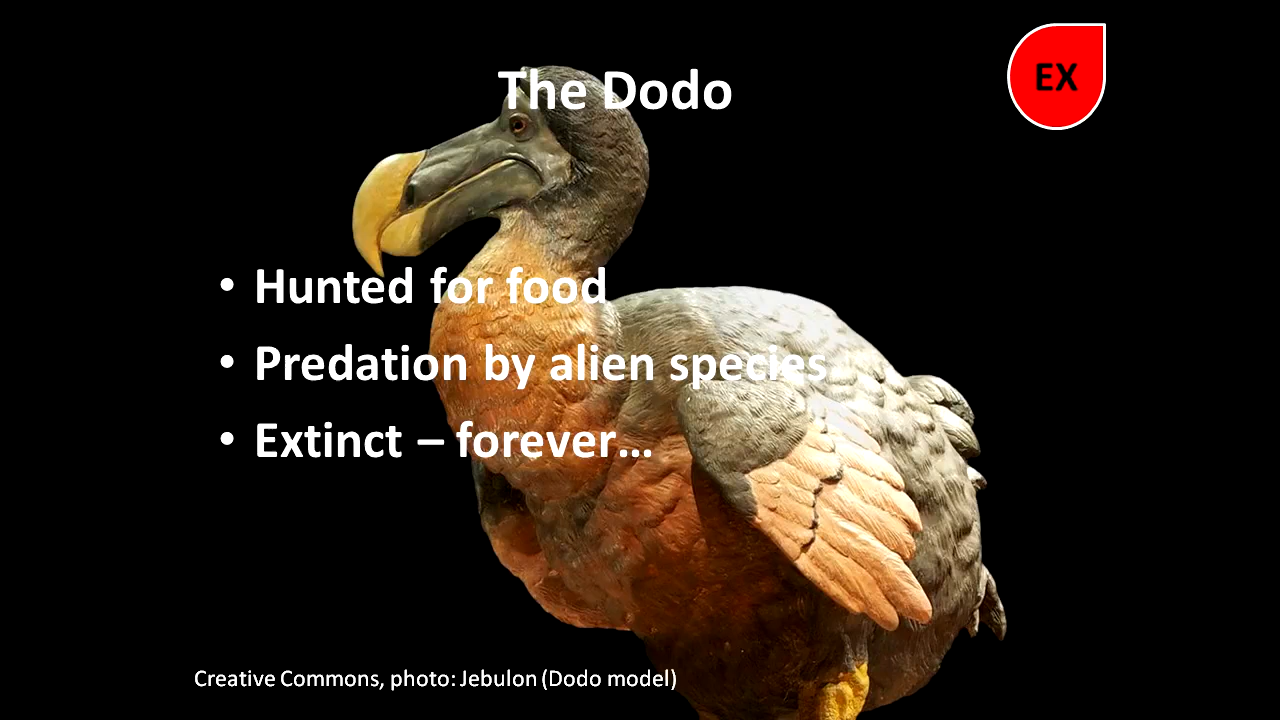 The Dodo
EX
• Hunted for food
• Predation by alien species
• Extinct – forever…
Creative Commons, photo: Jebulon (Dodo model)